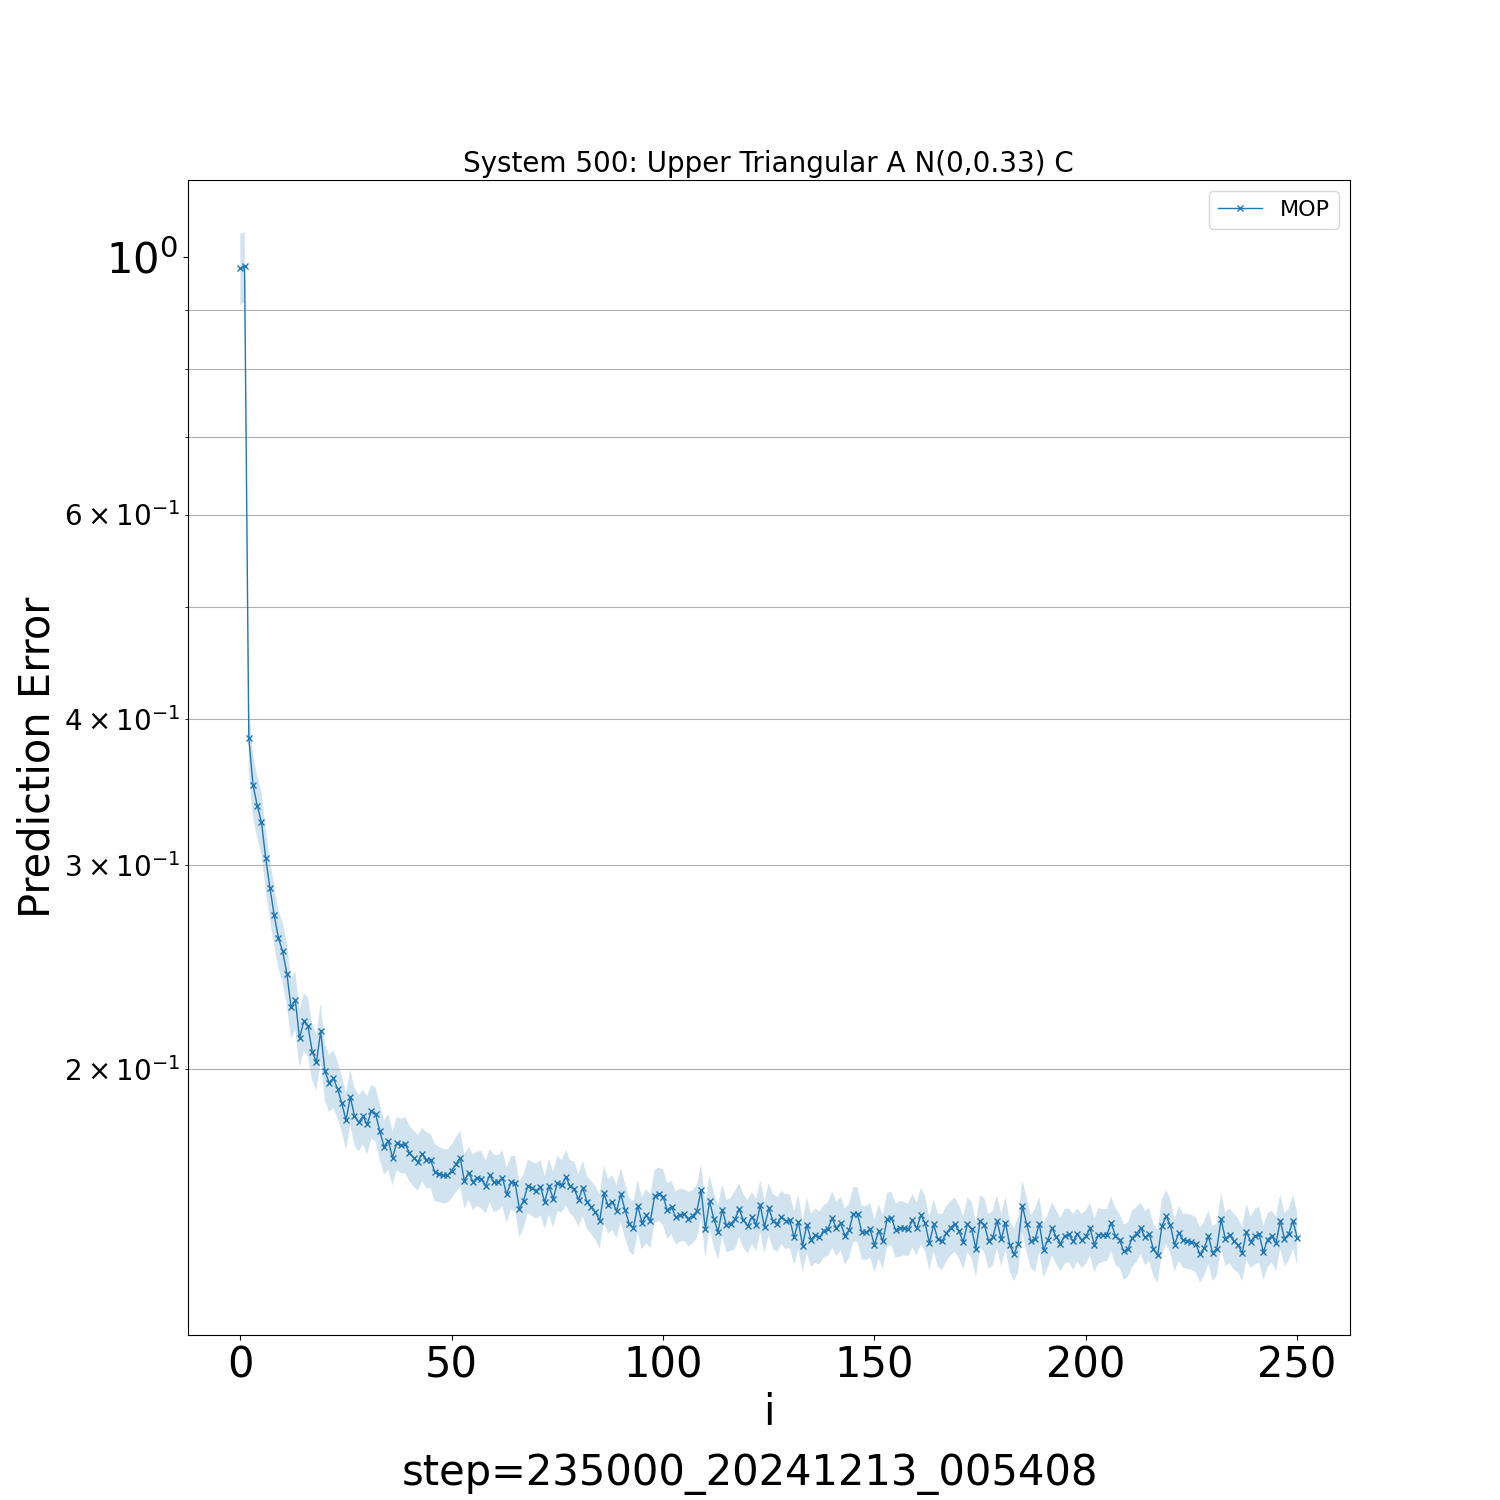 System 500: Upper Triangular A N(0,0.33) C
MOP
10⁰
6 × 10⁻¹
4 × 10⁻¹
3 × 10⁻¹
2 × 10⁻¹
Prediction Error
0 50 100 150 200 250
i
step=235000_20241213_005408